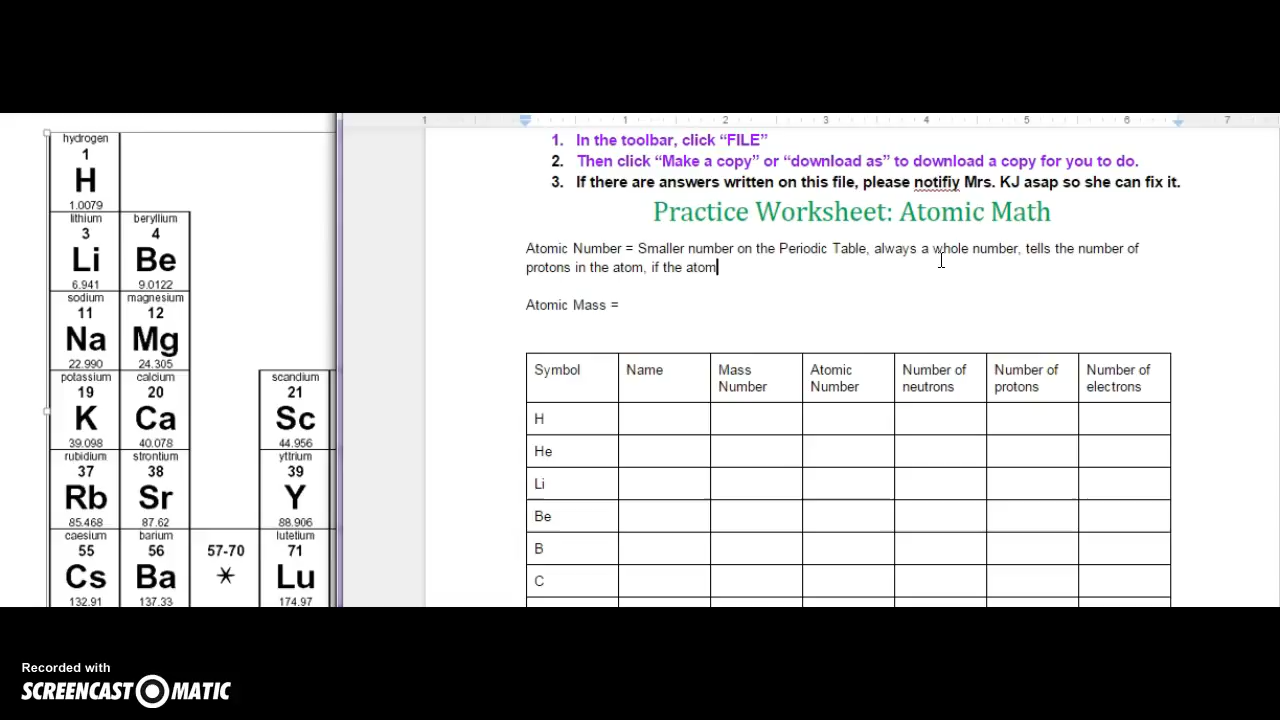 hydrogen
1
H
1.0079
lithium
3
Li
6.941
beryllium
4
Be
9.0122
sodium
11
Na
22.990
magnesium
12
Mg
24.305
potassium
19
K
39.098
calcium
20
Ca
40.078
scandium
21
Sc
44.956
rubidium
37
Rb
85.468
strontium
38
Sr
87.62
yttrium
39
Y
88.906
caesium
55
Cs
132.91
barium
56
Ba
137.33
57-70
lutetium
71
Lu
174.97
1 1 2 3 4 5 6 7
1. In the toolbar, click “FILE”
2. Then click “Make a copy” or “download as” to download a copy for you to do.
3. If there are answers written on this file, please notifiy Mrs. KJ asap so she can fix it.
Practice Worksheet: Atomic Math
Atomic Number = Smaller number on the Periodic Table, always a whole number, tells the number of
protons in the atom, if the atom
Atomic Mass =
Symbol Name Mass Number Atomic Number Number of neutrons Number of protons Number of electrons
H
He
Li
Be
B
C
Recorded with
SCREENCAST-O-MATIC